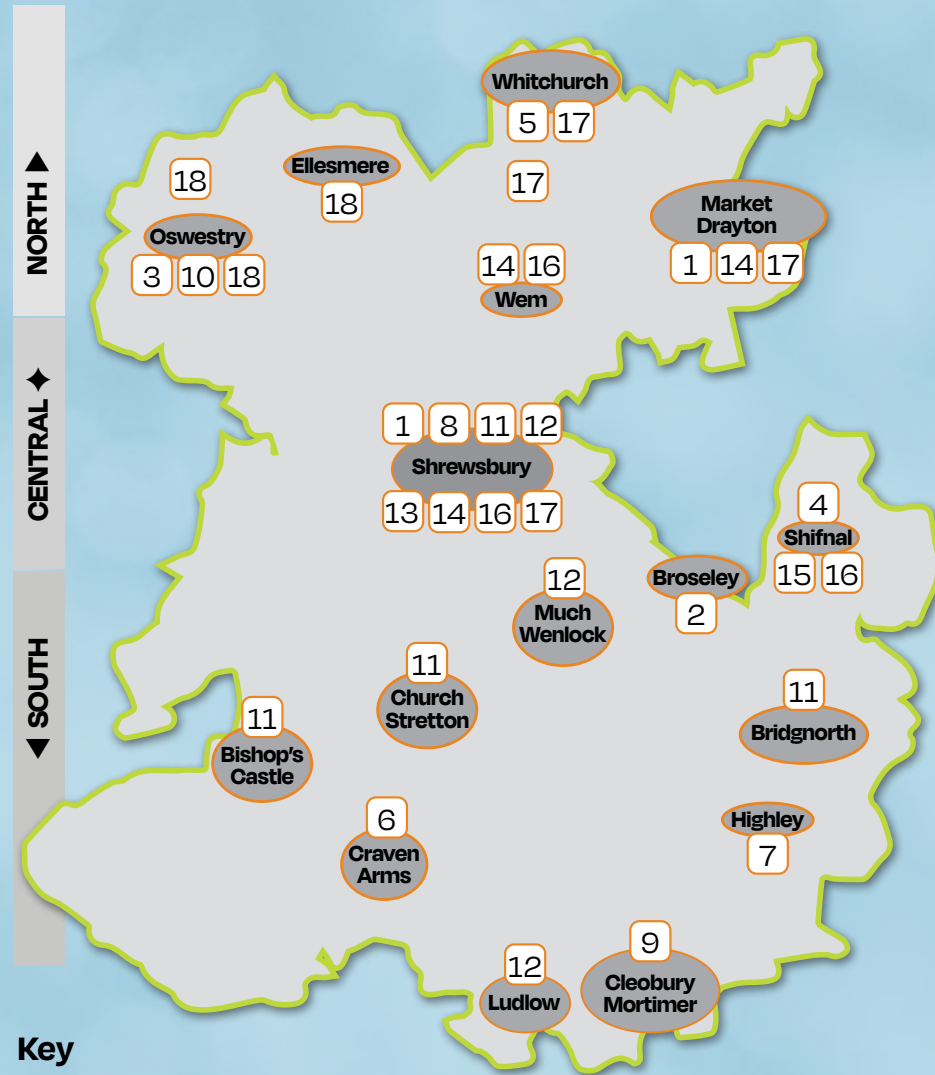 NORTH ▶
CENTRAL ✦
◀ SOUTH
Whitchurch
5 17
17
Ellesmere
18
18
Oswestry
3 10 18
Market
Drayton
1 14 17
14 16
Wem
1 8 11 12
Shrewsbury
13 14 16 17
4
Shifnal
15 16
Broseley
2
12
Much
Wenlock
11
Church
Stretton
11
Bridgnorth
11
Bishop's
Castle
6
Craven
Arms
Highley
7
12
Ludlow
9
Cleobury
Mortimer
Key